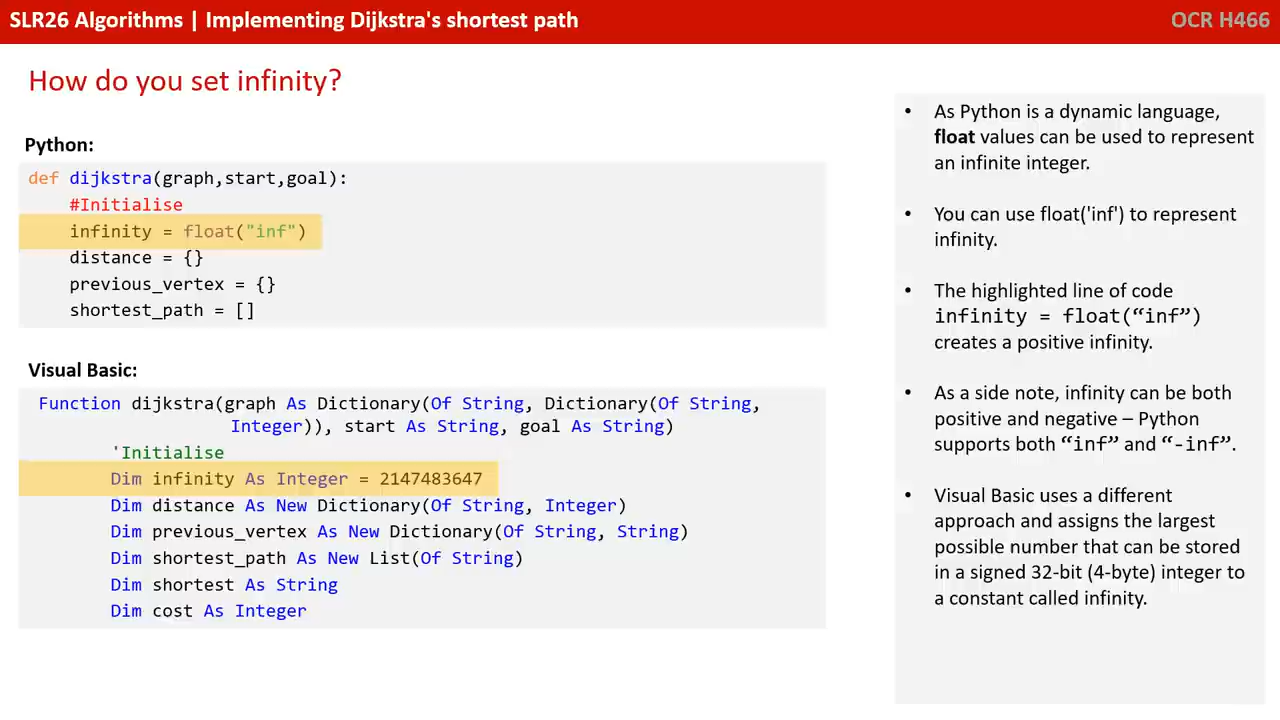 SLR26 Algorithms | Implementing Dijkstra's shortest path
OCR H466
How do you set infinity?
Python:
def dijkstra(graph,start,goal):
#Initialise
infinity = float("inf")
distance = {}
previous_vertex = {}
shortest_path = []
Visual Basic:
Function dijkstra(graph As Dictionary(Of String, Dictionary(Of String,
Integer)), start As String, goal As String)
'Initialise
Dim infinity As Integer = 2147483647
Dim distance As New Dictionary(Of String, Integer)
Dim previous_vertex As New Dictionary(Of String, String)
Dim shortest_path As New List(Of String)
Dim shortest As String
Dim cost As Integer
• As Python is a dynamic language,
float values can be used to represent
an infinite integer.
• You can use float('inf') to represent
infinity.
• The highlighted line of code
infinity = float(“inf”)
creates a positive infinity.
• As a side note, infinity can be both
positive and negative – Python
supports both “inf” and “-inf”.
• Visual Basic uses a different
approach and assigns the largest
possible number that can be stored
in a signed 32-bit (4-byte) integer to
a constant called infinity.